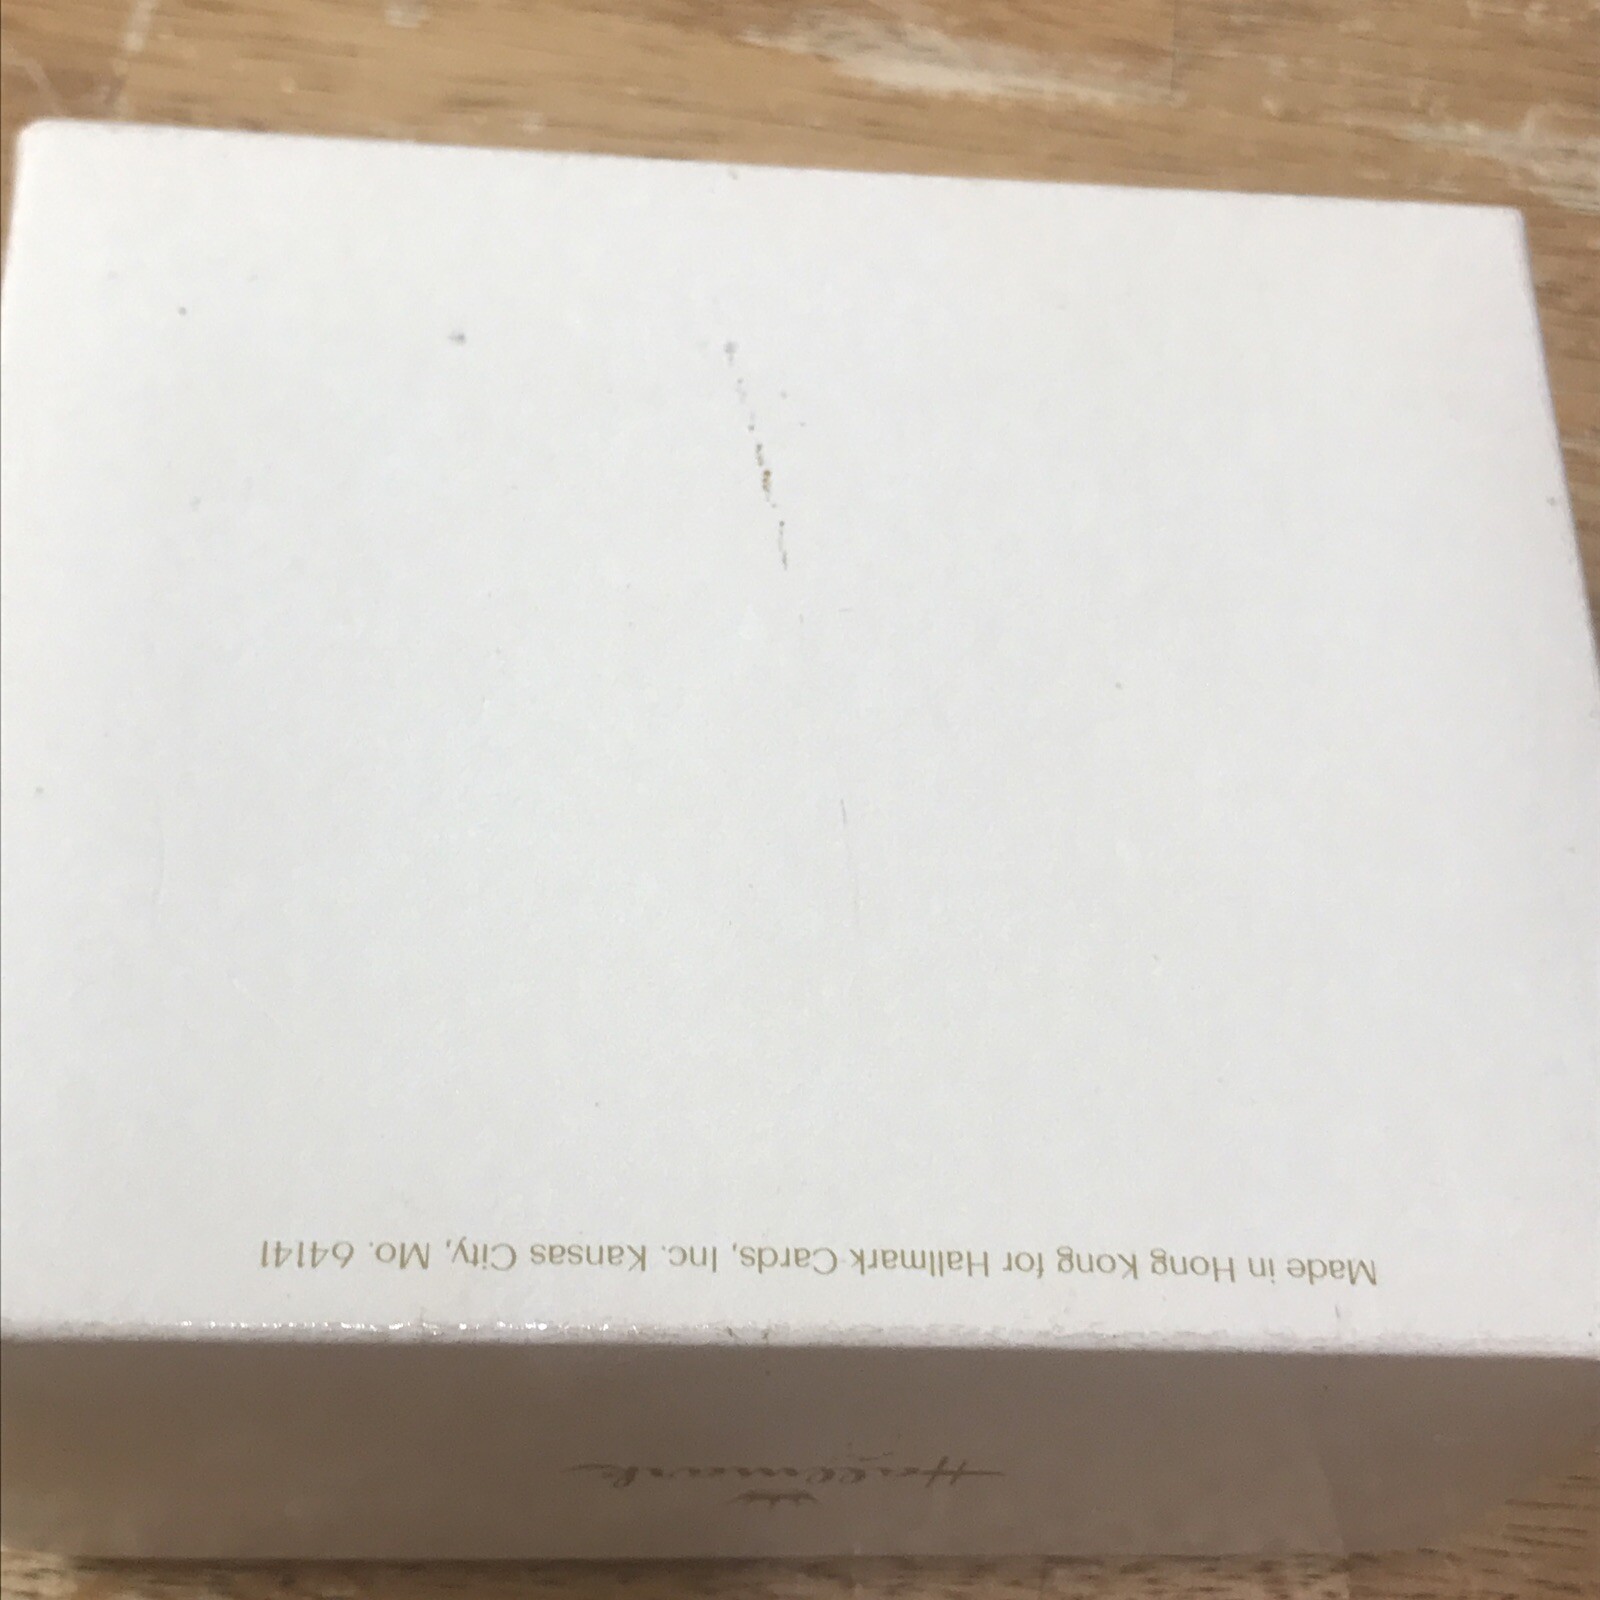 Made in Hong Kong for Hallmark Cards, Inc. Kansas City, Mo. 64141
Hallmark